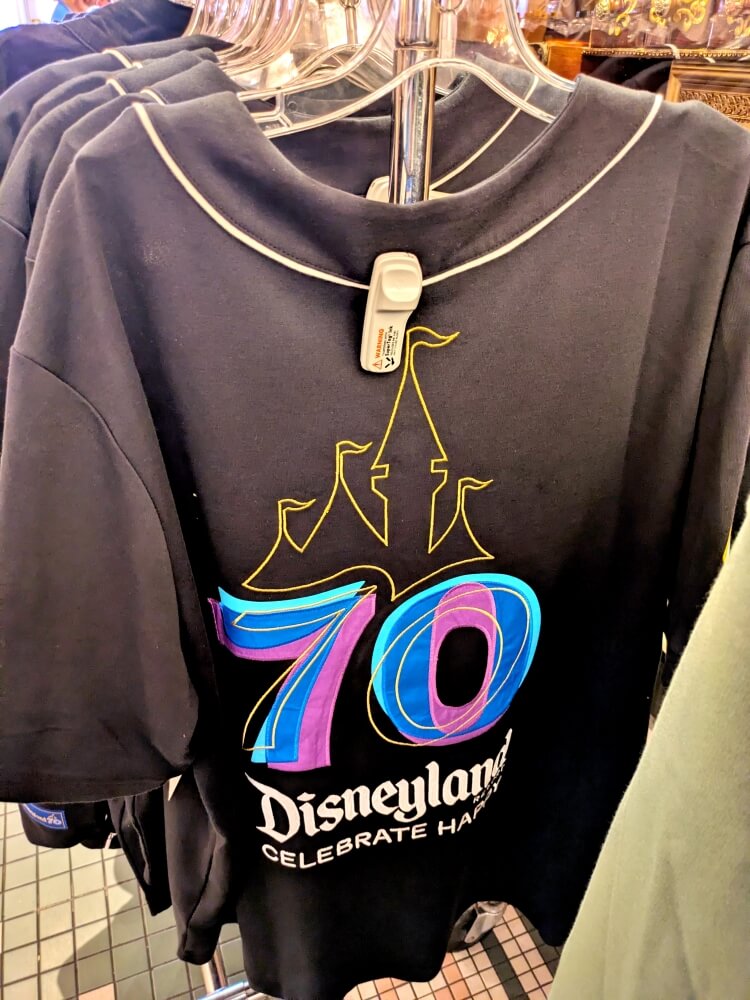 WARNING
70
Disneyland
CELEBRATE HAPPY